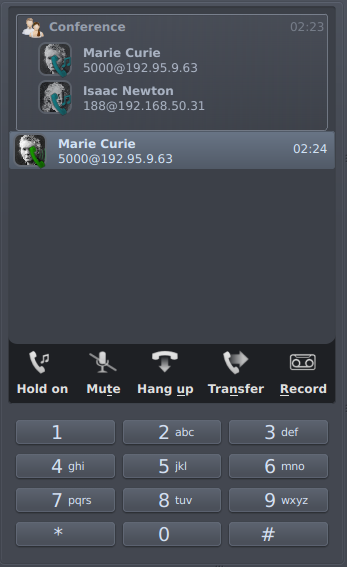 Conference 02:23
Marie Curie
5000@192.95.9.63
Isaac Newton
188@192.168.50.31
Marie Curie
5000@192.95.9.63 02:24
Hold on Mute Hang up Transfer Record
1 2 abc 3 def
4 ghi 5 jkl 6 mno
7 pqrs 8 tuv 9 wxyz
* 0 #